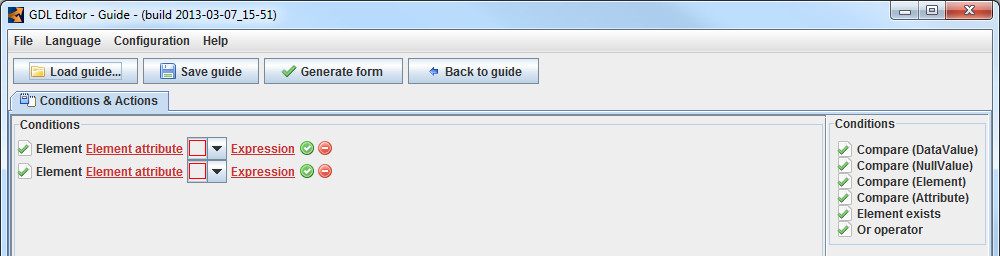 GDL Editor - Guide - (build 2013-03-07_15-51)
File Language Configuration Help
Load guide... Save guide Generate form Back to guide
Conditions & Actions
Conditions
Element Element attribute Expression
Element Element attribute Expression
Conditions
Compare (DataValue)
Compare (NullValue)
Compare (Element)
Compare (Attribute)
Element exists
Or operator